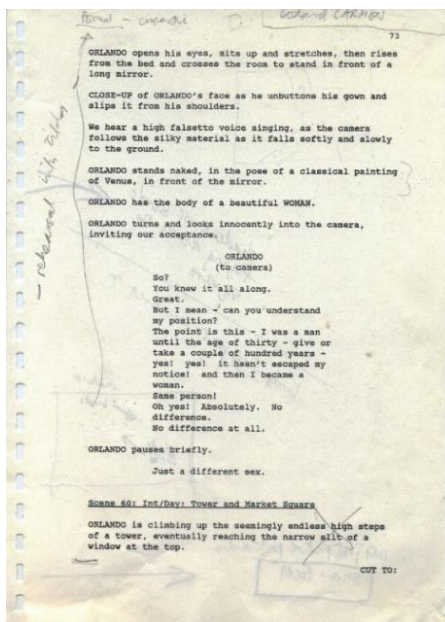 Formal -
Godard CARMEN
73
ORLANDO opens his eyes, sits up and stretches, then rises
from the bed and crosses the room to stand in front of a
long mirror.
CLOSE-UP of ORLANDO's face as he unbuttons his gown and
slips it from his shoulders.
We hear a high falsetto voice singing, as the camera
follows the silky material as it falls softly and slowly
to the ground.
ORLANDO stands naked, in the pose of a classical painting
of Venus, in front of the mirror.
ORLANDO has the body of a beautiful WOMAN.
ORLANDO turns and looks innocently into the camera,
inviting our acceptance.
ORLANDO
(to camera)
So?
You knew it all along.
Great.
But I mean - can you understand
my position?
The point is this - I was a man
until the age of thirty - give or
take a couple of hundred years -
yes! yes! it hasn't escaped my
notice! and then I became a
woman.
Same person!
Oh yes! Absolutely. No
difference.
No difference at all.
ORLANDO pauses briefly.
Just a different sex.
Scene 60: Int/Day: Tower and Market Square
ORLANDO is climbing up the seemingly endless high steps
of a tower, eventually reaching the narrow slit of a
window at the top.
CUT TO:
- rehearsal with